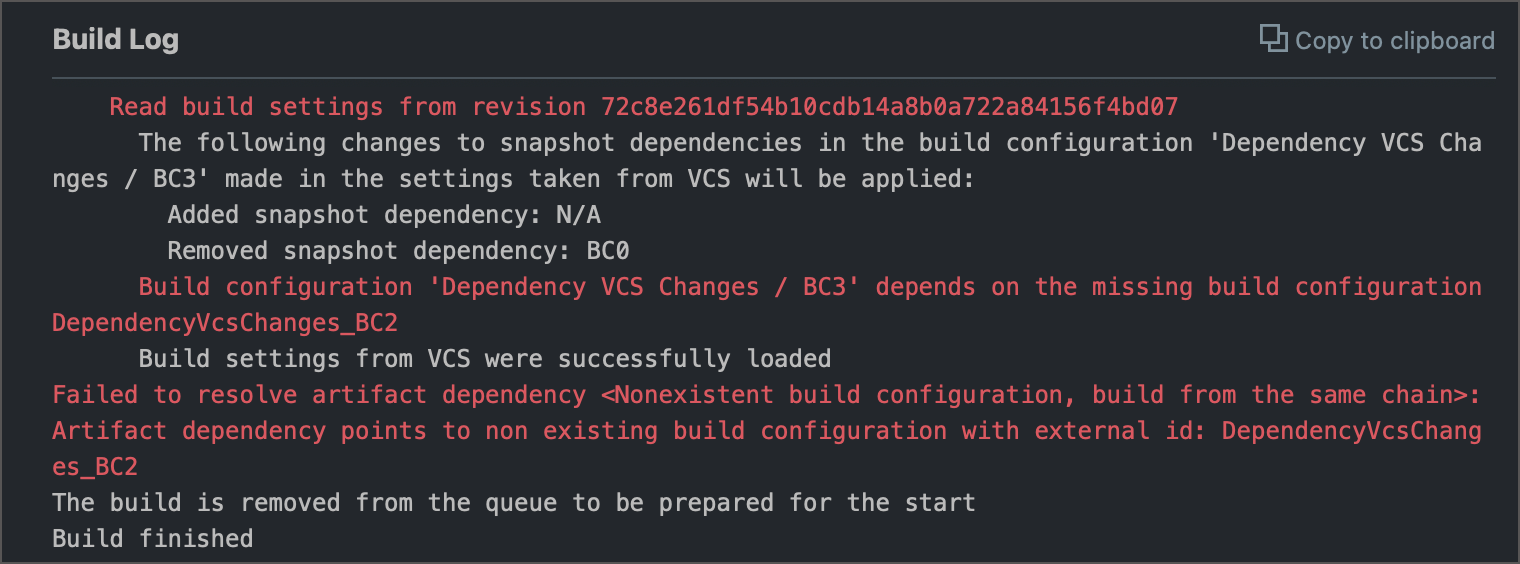 Build Log
Copy to clipboard
Read build settings from revision 72c8e261df54b10cdb14a8b0a722a84156f4bd07
The following changes to snapshot dependencies in the build configuration 'Dependency VCS Cha
nges / BC3' made in the settings taken from VCS will be applied:
Added snapshot dependency: N/A
Removed snapshot dependency: BC0
Build configuration 'Dependency VCS Changes / BC3' depends on the missing build configuration
DependencyVcsChanges_BC2
Build settings from VCS were successfully loaded
Failed to resolve artifact dependency <Nonexistent build configuration, build from the same chain>:
Artifact dependency points to non existing build configuration with external id: DependencyVcsChang
es_BC2
The build is removed from the queue to be prepared for the start
Build finished